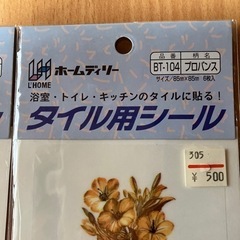 品番 柄名
BT-104 プロバンス
サイズ/85m×85m 6枚入
L'HOME ホームデイリー
浴室・トイレ・キッチンのタイルに貼る!
タイル用シール
305
¥500